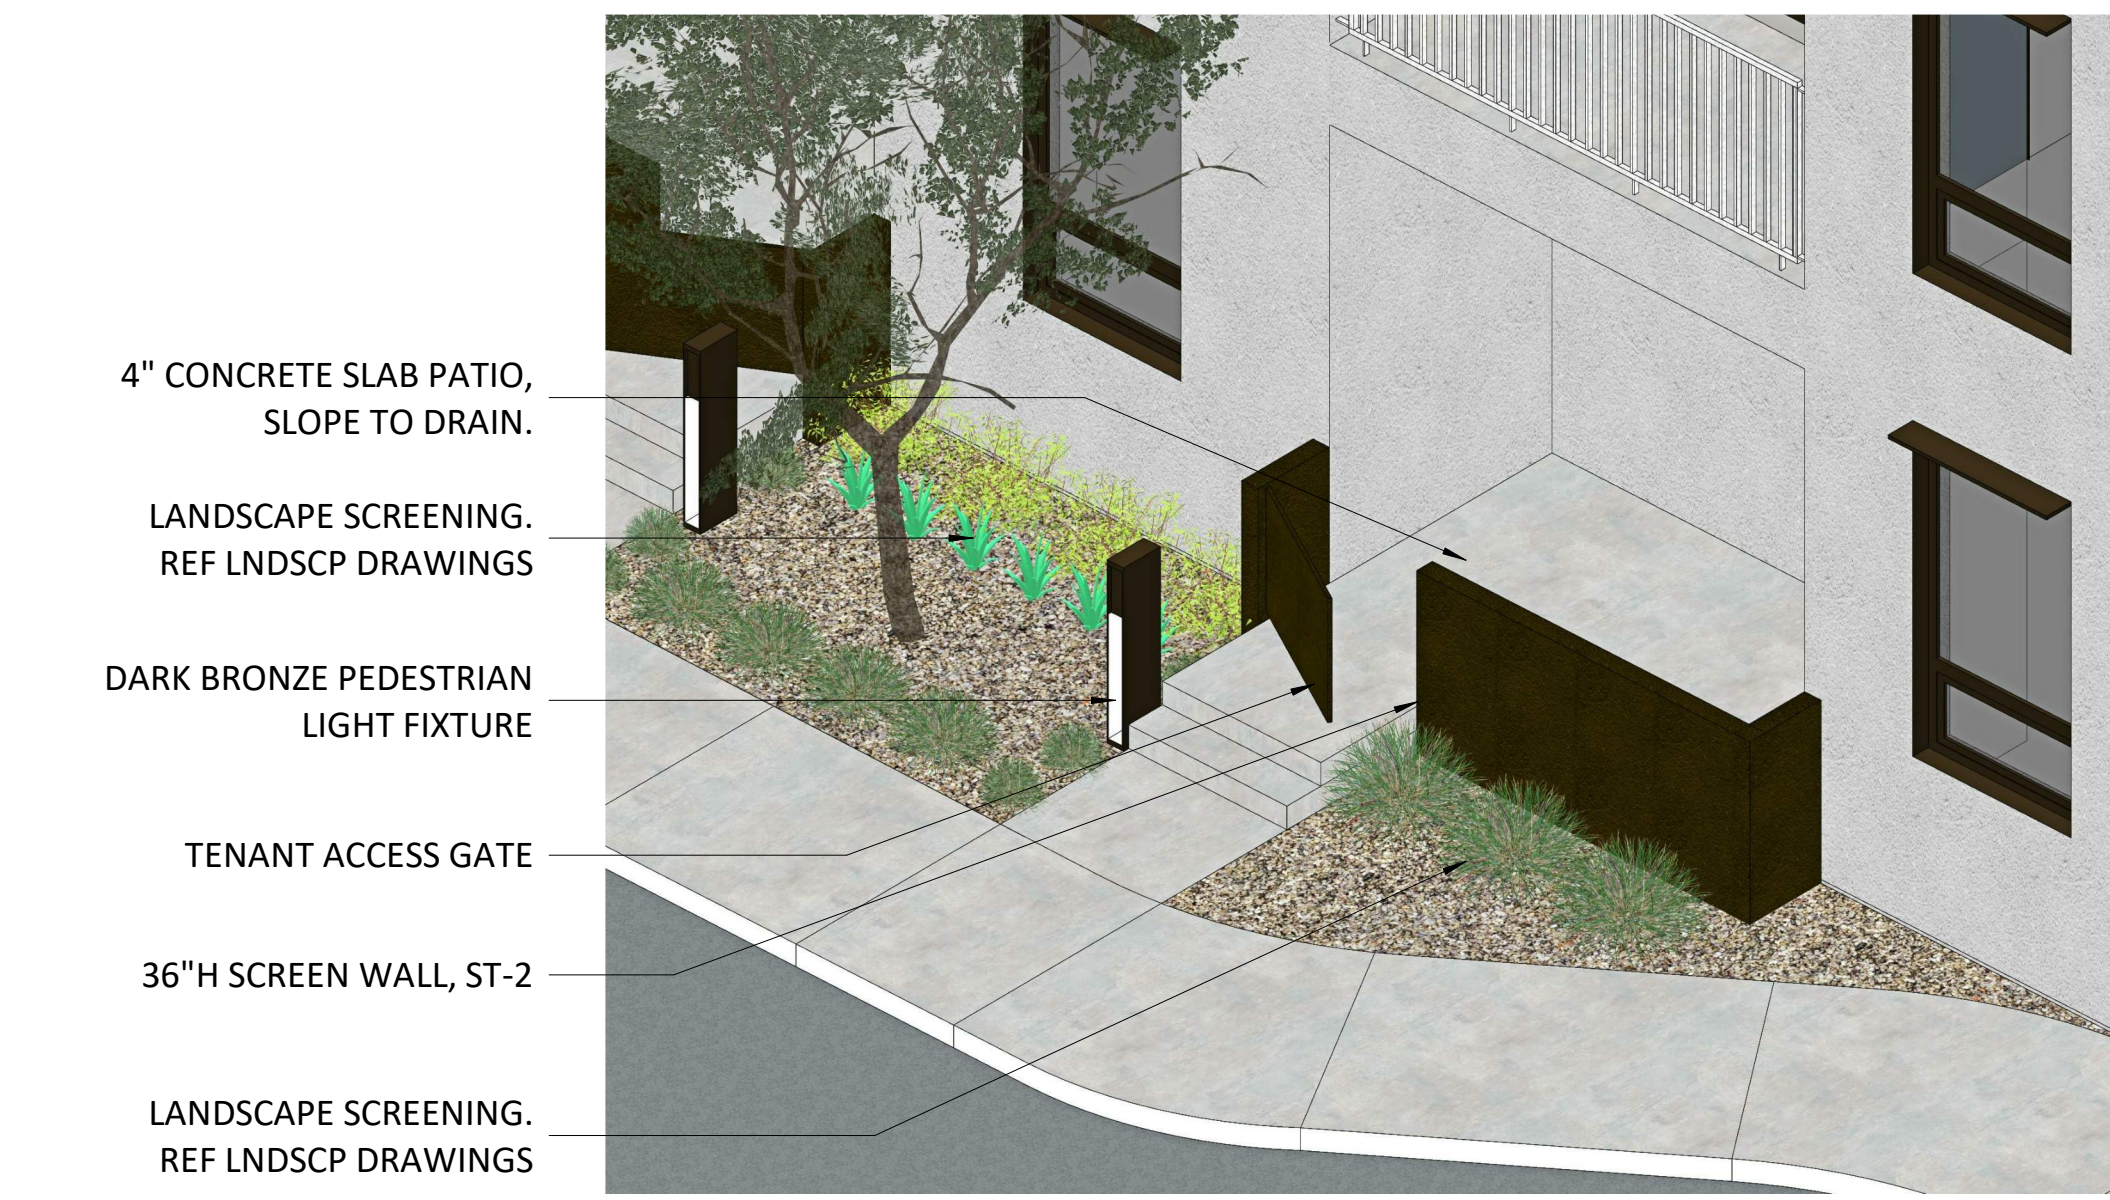 4" CONCRETE SLAB PATIO,
SLOPE TO DRAIN.
LANDSCAPE SCREENING.
REF LNDSCP DRAWINGS
DARK BRONZE PEDESTRIAN
LIGHT FIXTURE
TENANT ACCESS GATE
36"H SCREEN WALL, ST-2
LANDSCAPE SCREENING.
REF LNDSCP DRAWINGS